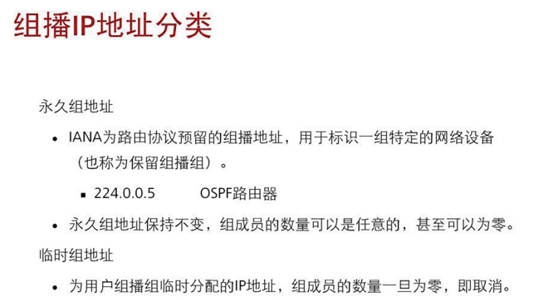 组播IP地址分类
永久组地址
• IANA为路由协议预留的组播地址，用于标识一组特定的网络设备
（也称为保留组播组）。
▪ 224.0.0.5 OSPF路由器
• 永久组地址保持不变，组成员的数量可以是任意的，甚至可以为零。
临时组地址
• 为用户组播组临时分配的IP地址，组成员的数量一旦为零，即取消。